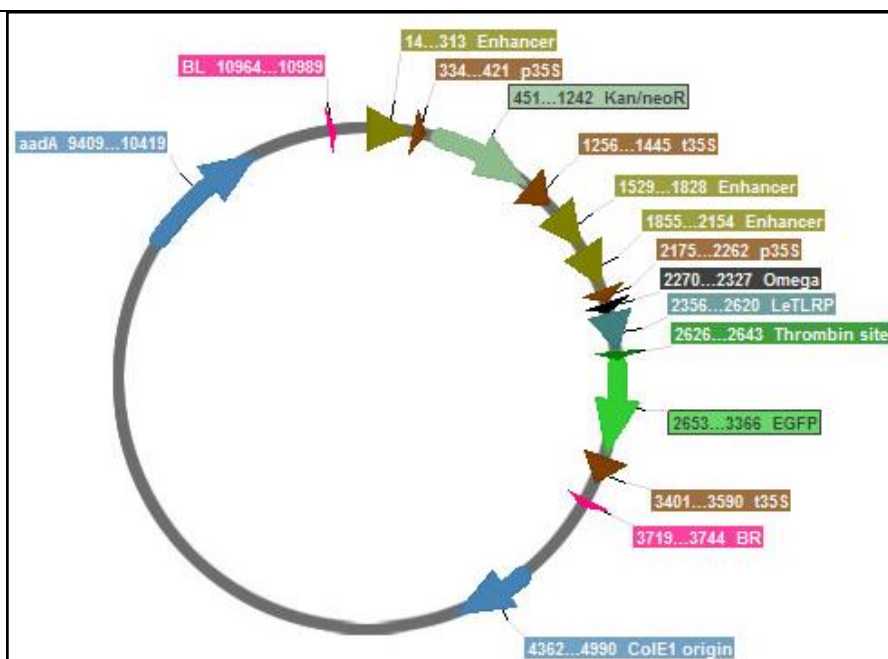 14...313 Enhancer
BL 10964...10989
334...421 p35S
451...1242 Kan/neoR
aadA 9409...10419
1256...1445 t35S
1529...1828 Enhancer
1855...2154 Enhancer
2175...2262 p35S
2270...2327 Omega
2356...2620 LeTLRP
2626...2643 Thrombin site
2653...3366 EGFP
3401...3590 t35S
3719...3744 BR
4362...4990 ColE1 origin